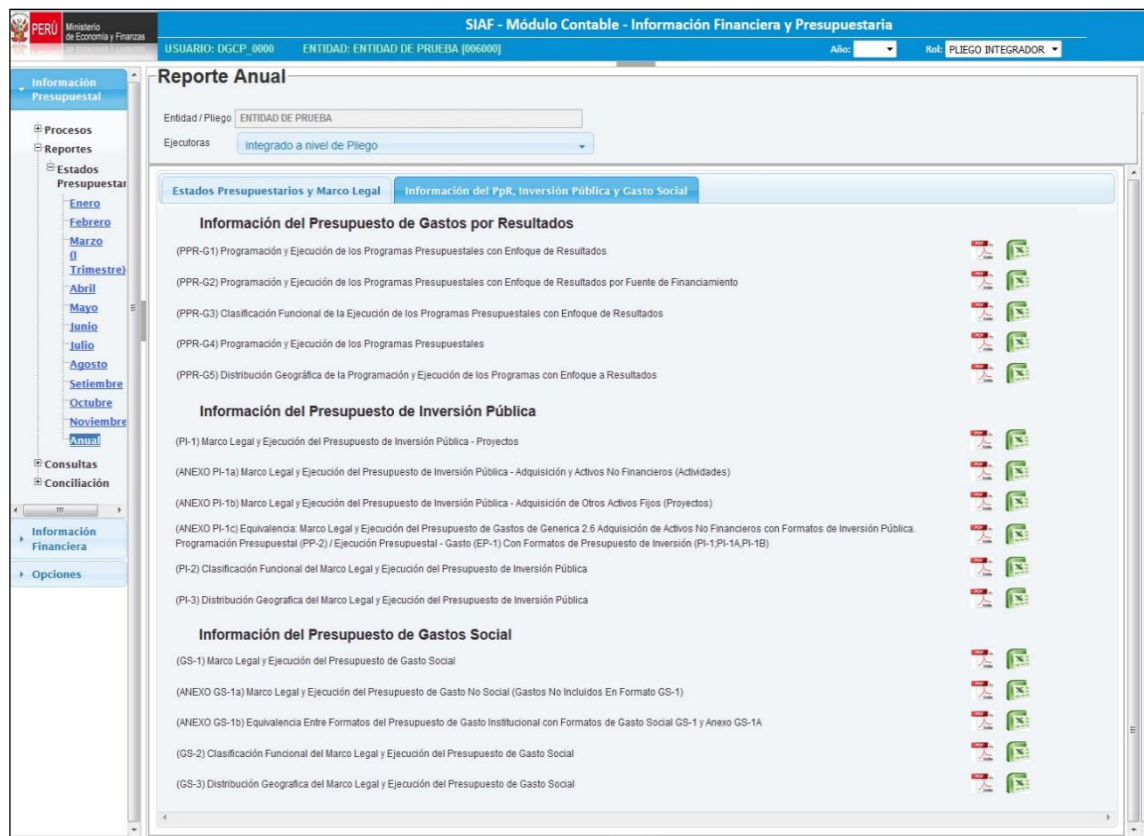 PERÚ
Ministerio
de Economía y Finanzas
SIAF - Módulo Contable - Información Financiera y Presupuestaria
USUARIO: DGCP_0000 ENTIDAD: ENTIDAD DE PRUEBA [006000] Año: Rol: PLIEGO INTEGRADOR
Información
Presupuestal
Procesos
Reportes
Estados
Presupuestar
Enero
Febrero
Marzo
(I
Trimestre)
Abril
Mayo
Junio
Julio
Agosto
Setiembre
Octubre
Noviembre
Anual
Consultas
Conciliación
Información
Financiera
Opciones
Reporte Anual
Entidad / Pliego ENTIDAD DE PRUEBA
Ejecutoras Integrado a nivel de Pliego
Estados Presupuestarios y Marco Legal Información del PpR, Inversión Pública y Gasto Social
Información del Presupuesto de Gastos por Resultados
(PPR-G1) Programación y Ejecución de los Programas Presupuestales con Enfoque de Resultados
(PPR-G2) Programación y Ejecución de los Programas Presupuestales con Enfoque de Resultados por Fuente de Financiamiento
(PPR-G3) Clasificación Funcional de la Ejecución de los Programas Presupuestales con Enfoque de Resultados
(PPR-G4) Programación y Ejecución de los Programas Presupuestales
(PPR-G5) Distribución Geográfica de la Programación y Ejecución de los Programas con Enfoque a Resultados
Información del Presupuesto de Inversión Pública
(PI-1) Marco Legal y Ejecución del Presupuesto de Inversión Pública - Proyectos
(ANEXO PI-1a) Marco Legal y Ejecución del Presupuesto de Inversión Pública - Adquisición y Activos No Financieros (Actividades)
(ANEXO PI-1b) Marco Legal y Ejecución del Presupuesto de Inversión Pública - Adquisición de Otros Activos Fijos (Proyectos)
(ANEXO PI-1c) Equivalencia: Marco Legal y Ejecución del Presupuesto de Gastos de Generica 2.6 Adquisición de Activos No Financieros con Formatos de Inversión Pública.
Programación Presupuestal (PP-2) / Ejecución Presupuestal - Gasto (EP-1) Con Formatos de Presupuesto de Inversión (PI-1;PI-1A,PI-1B)
(PI-2) Clasificación Funcional del Marco Legal y Ejecución del Presupuesto de Inversión Pública
(PI-3) Distribución Geografica del Marco Legal y Ejecución del Presupuesto de Inversión Pública
Información del Presupuesto de Gastos Social
(GS-1) Marco Legal y Ejecución del Presupuesto de Gasto Social
(ANEXO GS-1a) Marco Legal y Ejecución del Presupuesto de Gasto No Social (Gastos No Incluidos En Formato GS-1)
(ANEXO GS-1b) Equivalencia Entre Formatos del Presupuesto de Gasto Institucional con Formatos de Gasto Social GS-1 y Anexo GS-1A
(GS-2) Clasificación Funcional del Marco Legal y Ejecución del Presupuesto de Gasto Social
(GS-3) Distribución Geografica del Marco Legal y Ejecución del Presupuesto de Gasto Social